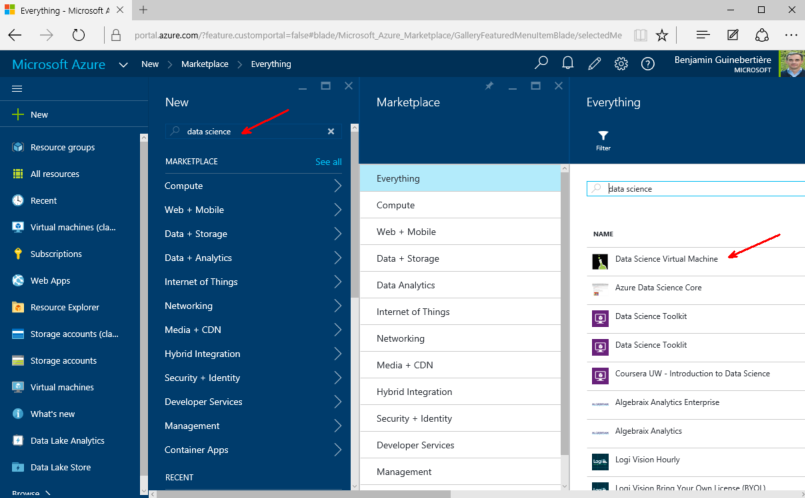 Everything - Microsoft A
portal.azure.com/?feature.customportal=false#blade/Microsoft_Azure_Marketplace/GalleryFeaturedMenuItemBlade/selectedMe
Microsoft Azure
New > Marketplace > Everything
Benjamin Guinebertière
MICROSOFT
New
Resource groups
All resources
Recent
Virtual machines (cla...
Subscriptions
Web Apps
Resource Explorer
Storage accounts (cla...
Storage accounts
Virtual machines
What's new
Data Lake Analytics
Data Lake Store
Browse >
New
data science
MARKETPLACE
See all
Compute
Web + Mobile
Data + Storage
Data + Analytics
Internet of Things
Networking
Media + CDN
Hybrid Integration
Security + Identity
Developer Services
Management
Container Apps
RECENT
Marketplace
Everything
Compute
Web + Mobile
Data + Storage
Data Analytics
Internet of Things
Networking
Media + CDN
Hybrid Integration
Security + Identity
Developer Services
Management
Everything
Filter
data science
NAME
Data Science Virtual Machine
Azure Data Science Core
Data Science Toolkit
Data Science Tooklit
Coursera UW - Introduction to Data Science
Algebraix Analytics Enterprise
Algebraix Analytics
Logi Vision Hourly
Logi Vision Bring Your Own License (BYOL)